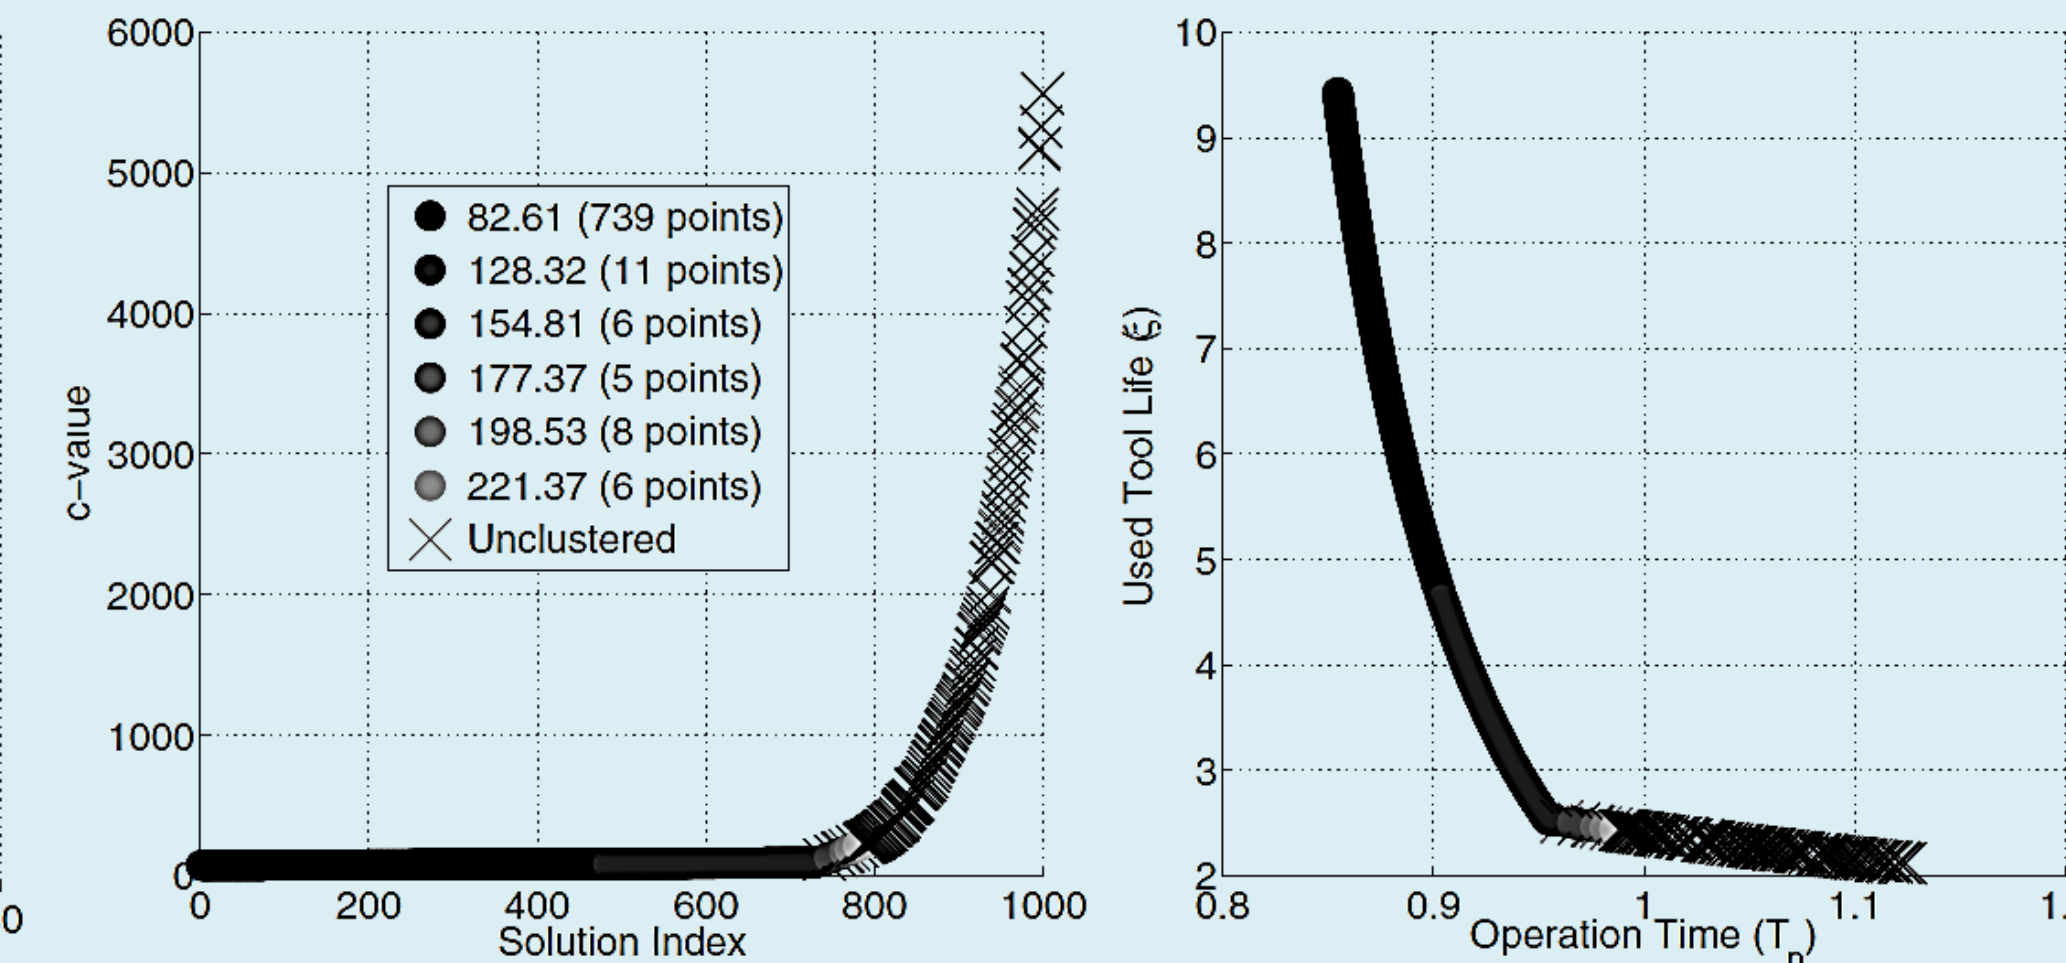 6000
5000
4000
3000
2000
1000
0
c-value
82.61 (739 points)
128.32 (11 points)
154.81 (6 points)
177.37 (5 points)
198.53 (8 points)
221.37 (6 points)
Unclustered
0 200 400 600 800 1000
Solution Index
10
9
8
7
6
5
4
3
2
Used Tool Life (ξ)
0.8 0.9 1 1.1
Operation Time (Tp)